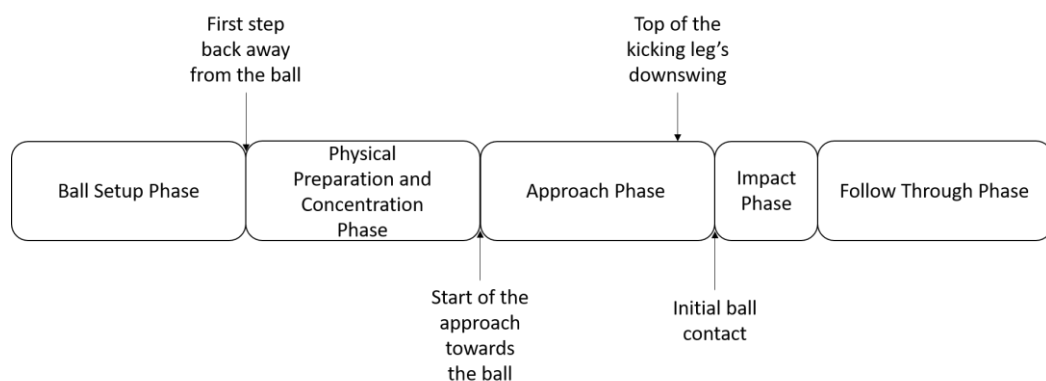 First step
back away
from the ball
Top of the
kicking leg’s
downswing
Ball Setup Phase
Physical
Preparation and
Concentration
Phase
Approach Phase
Impact
Phase
Follow Through Phase
Start of the
approach
towards
the ball
Initial ball
contact